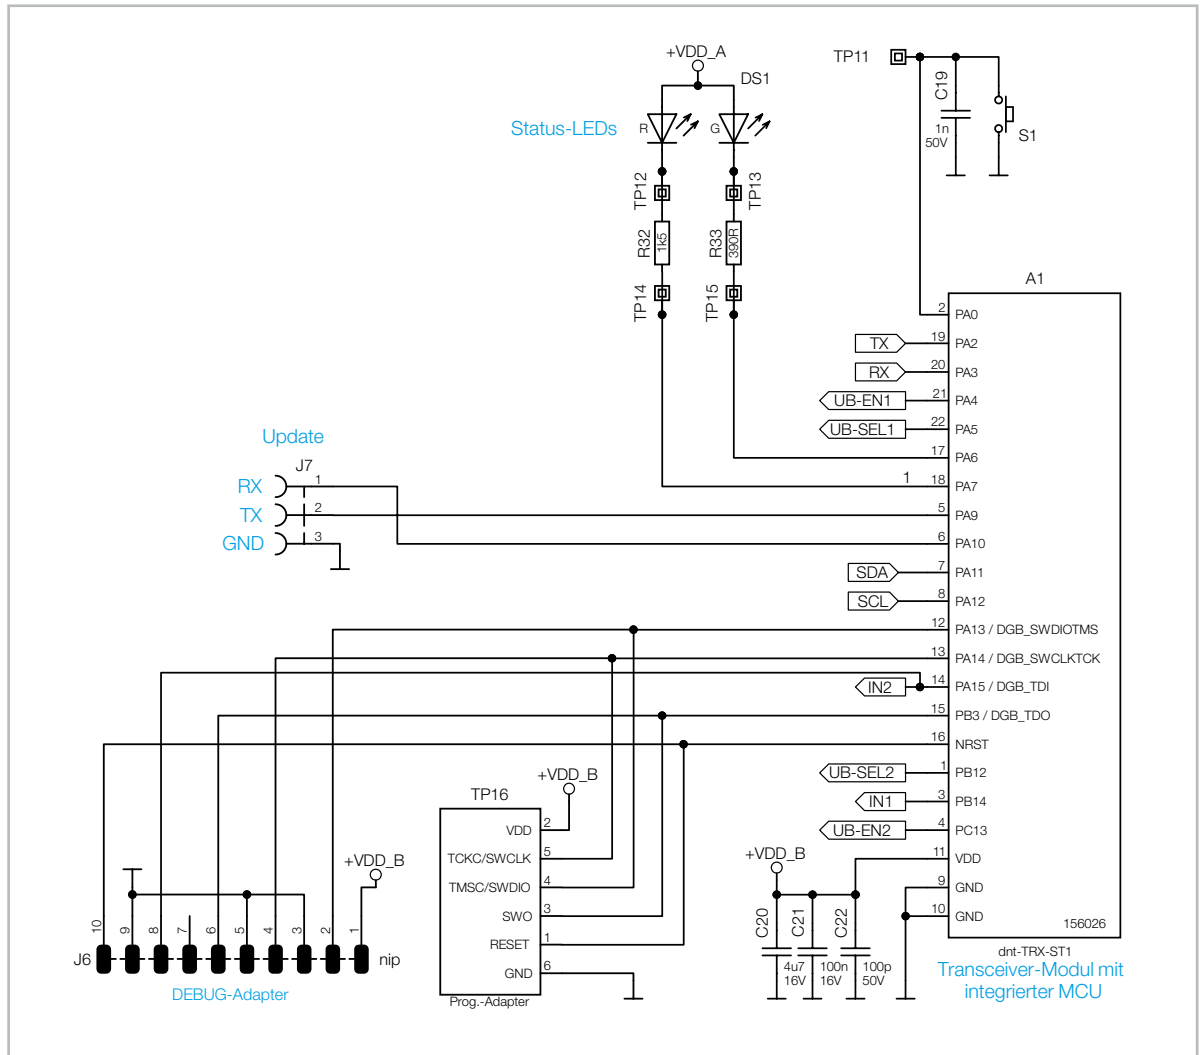 +VDD_A
DS1
TP11
C19
1n
50V
S1
Status-LEDs
R
G
TP12
TP13
R32
1k5
R33
390R
TP14
TP15
A1
2 PA0
TX 19 PA2
RX 20 PA3
UB-EN1 21 PA4
UB-SEL1 22 PA5
17 PA6
1 18 PA7
5 PA9
6 PA10
SDA 7 PA11
SCL 8 PA12
12 PA13 / DGB_SWDIOTMS
13 PA14 / DGB_SWCLKTCK
IN2 14 PA15 / DGB_TDI
15 PB3 / DGB_TDO
16 NRST
UB-SEL2 1 PB12
IN1 3 PB14
UB-EN2 4 PC13
11 VDD
9 GND
10 GND
156026
dnt-TRX-ST1
Transceiver-Modul mit
integrierter MCU
Update
J7
RX 1
TX 2
GND 3
+VDD_B
TP16
VDD 2
TCKC/SWCLK 5
TMSC/SWDIO 4
SWO 3
RESET 1
GND 6
Prog.-Adapter
+VDD_B
10 9 8 7 6 5 4 3 2 1
J6
nip
DEBUG-Adapter
+VDD_B
C20
4u7
16V
C21
100n
16V
C22
100p
50V